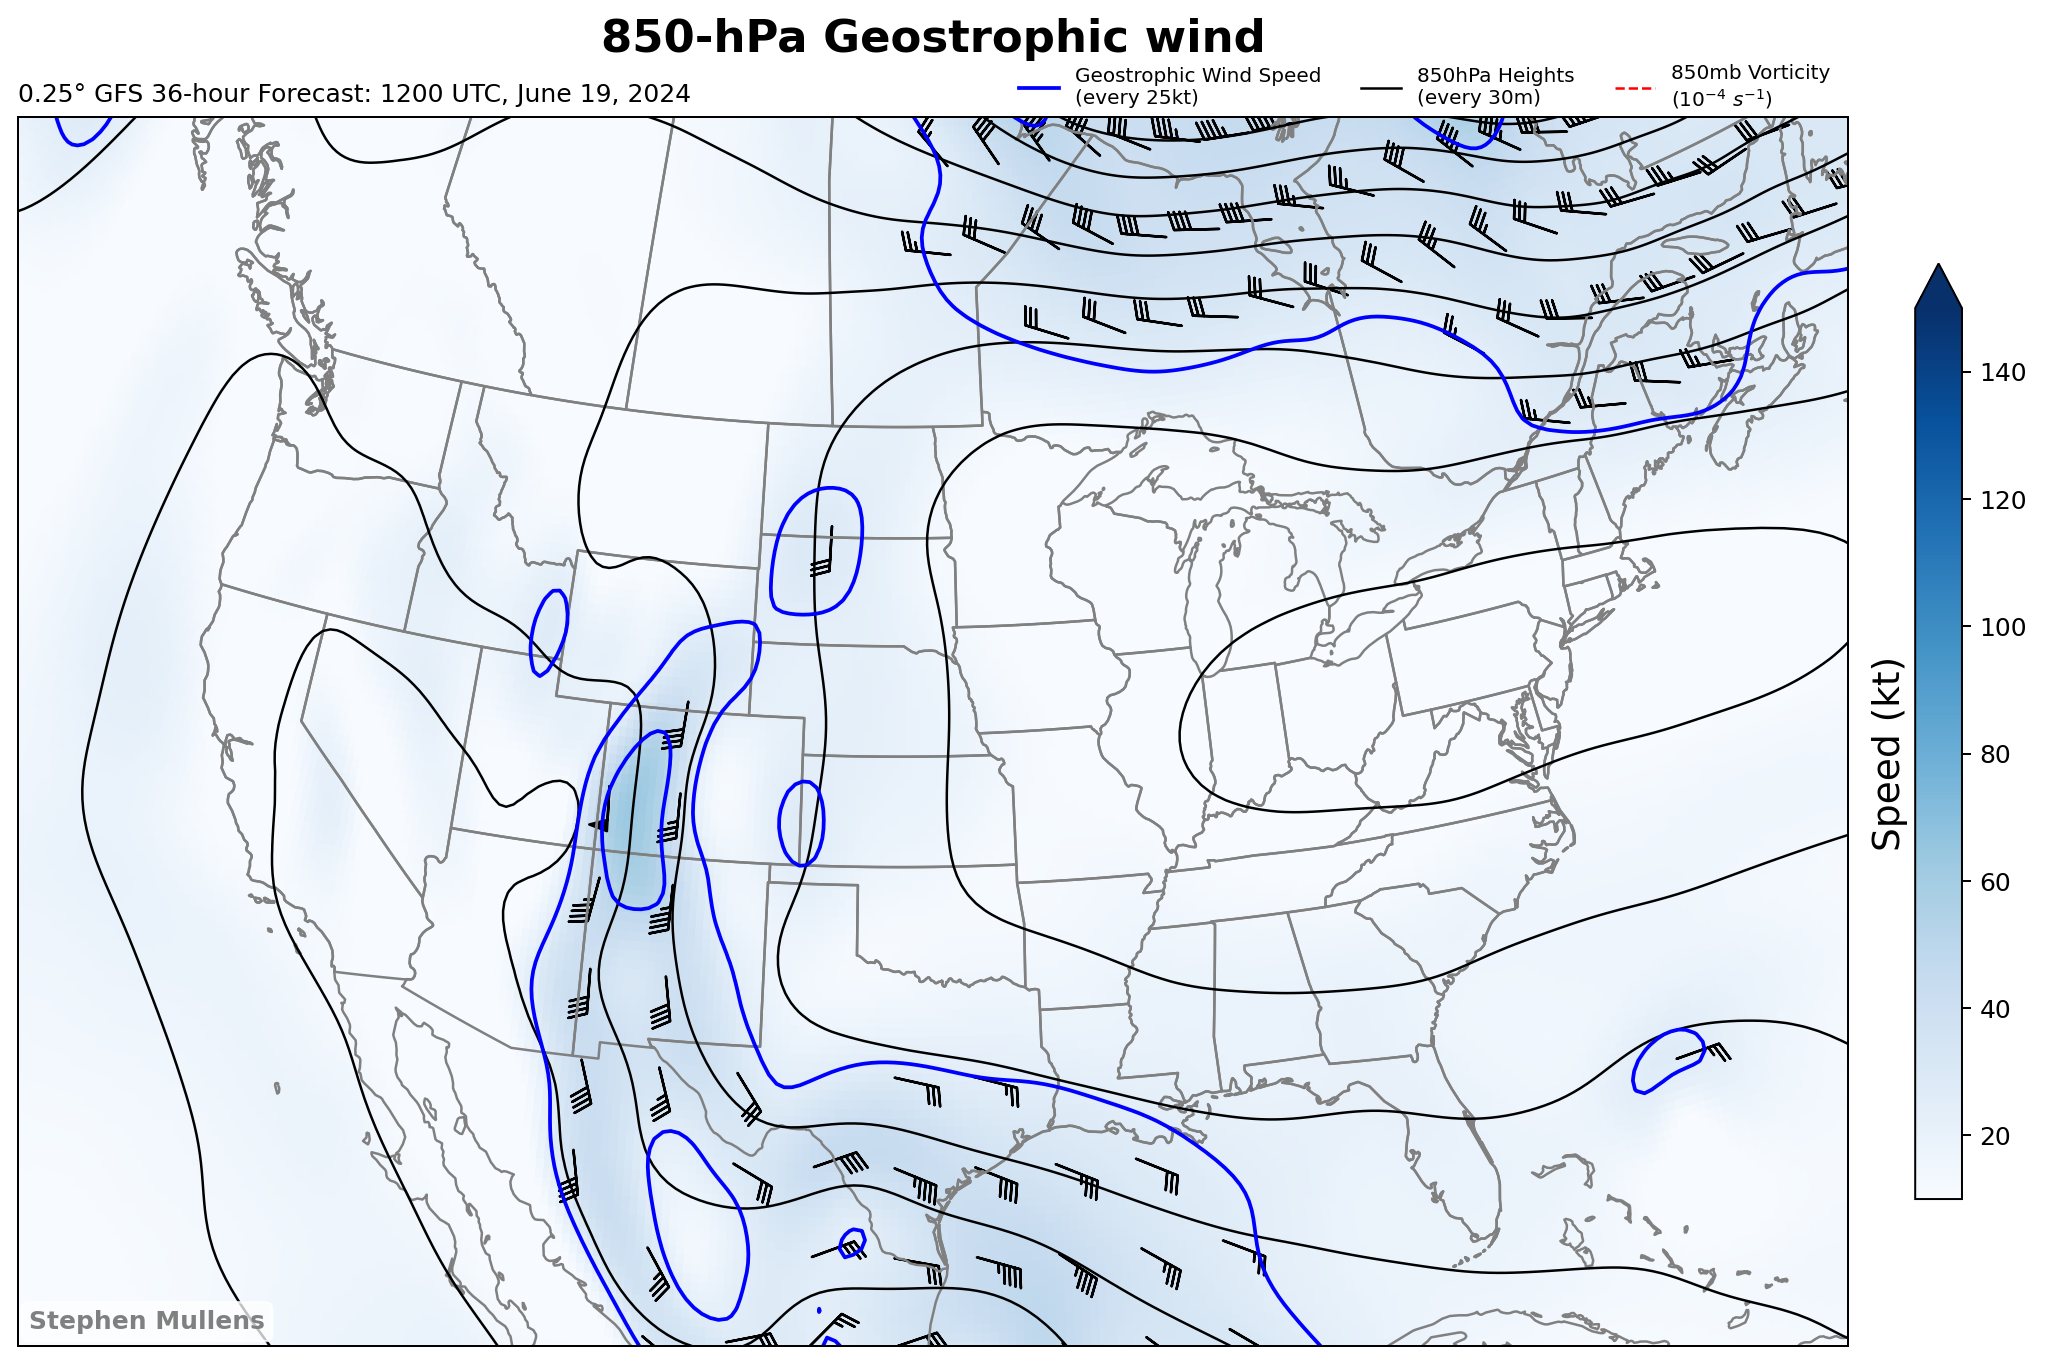 850-hPa Geostrophic wind
0.25° GFS 36-hour Forecast: 1200 UTC, June 19, 2024
Geostrophic Wind Speed
(every 25kt)
850hPa Heights
(every 30m)
850mb Vorticity
(10⁻⁴ s⁻¹)
140
120
100
80
60
40
20
Speed (kt)
Stephen Mullens